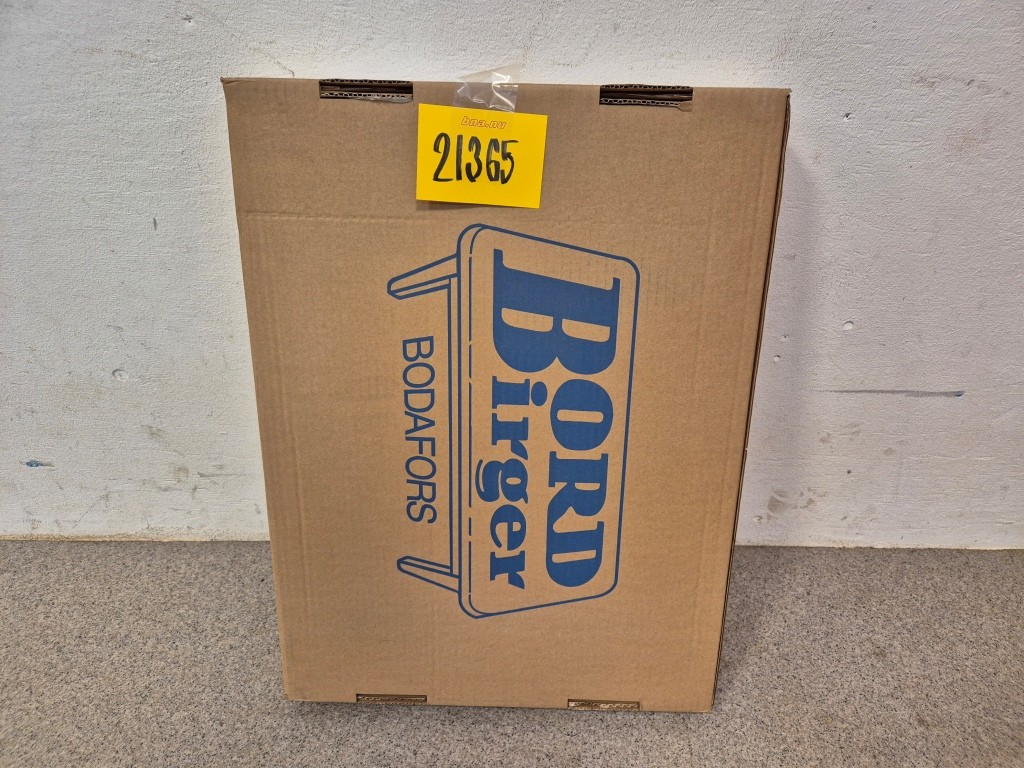 bna.nu
21365
BORD
Birger
BODAFORS